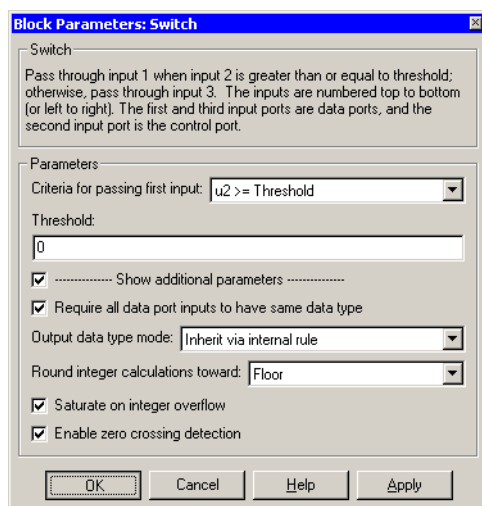 Block Parameters: Switch
Switch
Pass through input 1 when input 2 is greater than or equal to threshold;
otherwise, pass through input 3.  The inputs are numbered top to bottom
(or left to right). The first and third input ports are data ports, and the
second input port is the control port.
Parameters
Criteria for passing first input: u2 >= Threshold
Threshold:
0
-------------- Show additional parameters --------------
Require all data port inputs to have same data type
Output data type mode: Inherit via internal rule
Round integer calculations toward: Floor
Saturate on integer overflow
Enable zero crossing detection
OK Cancel Help Apply